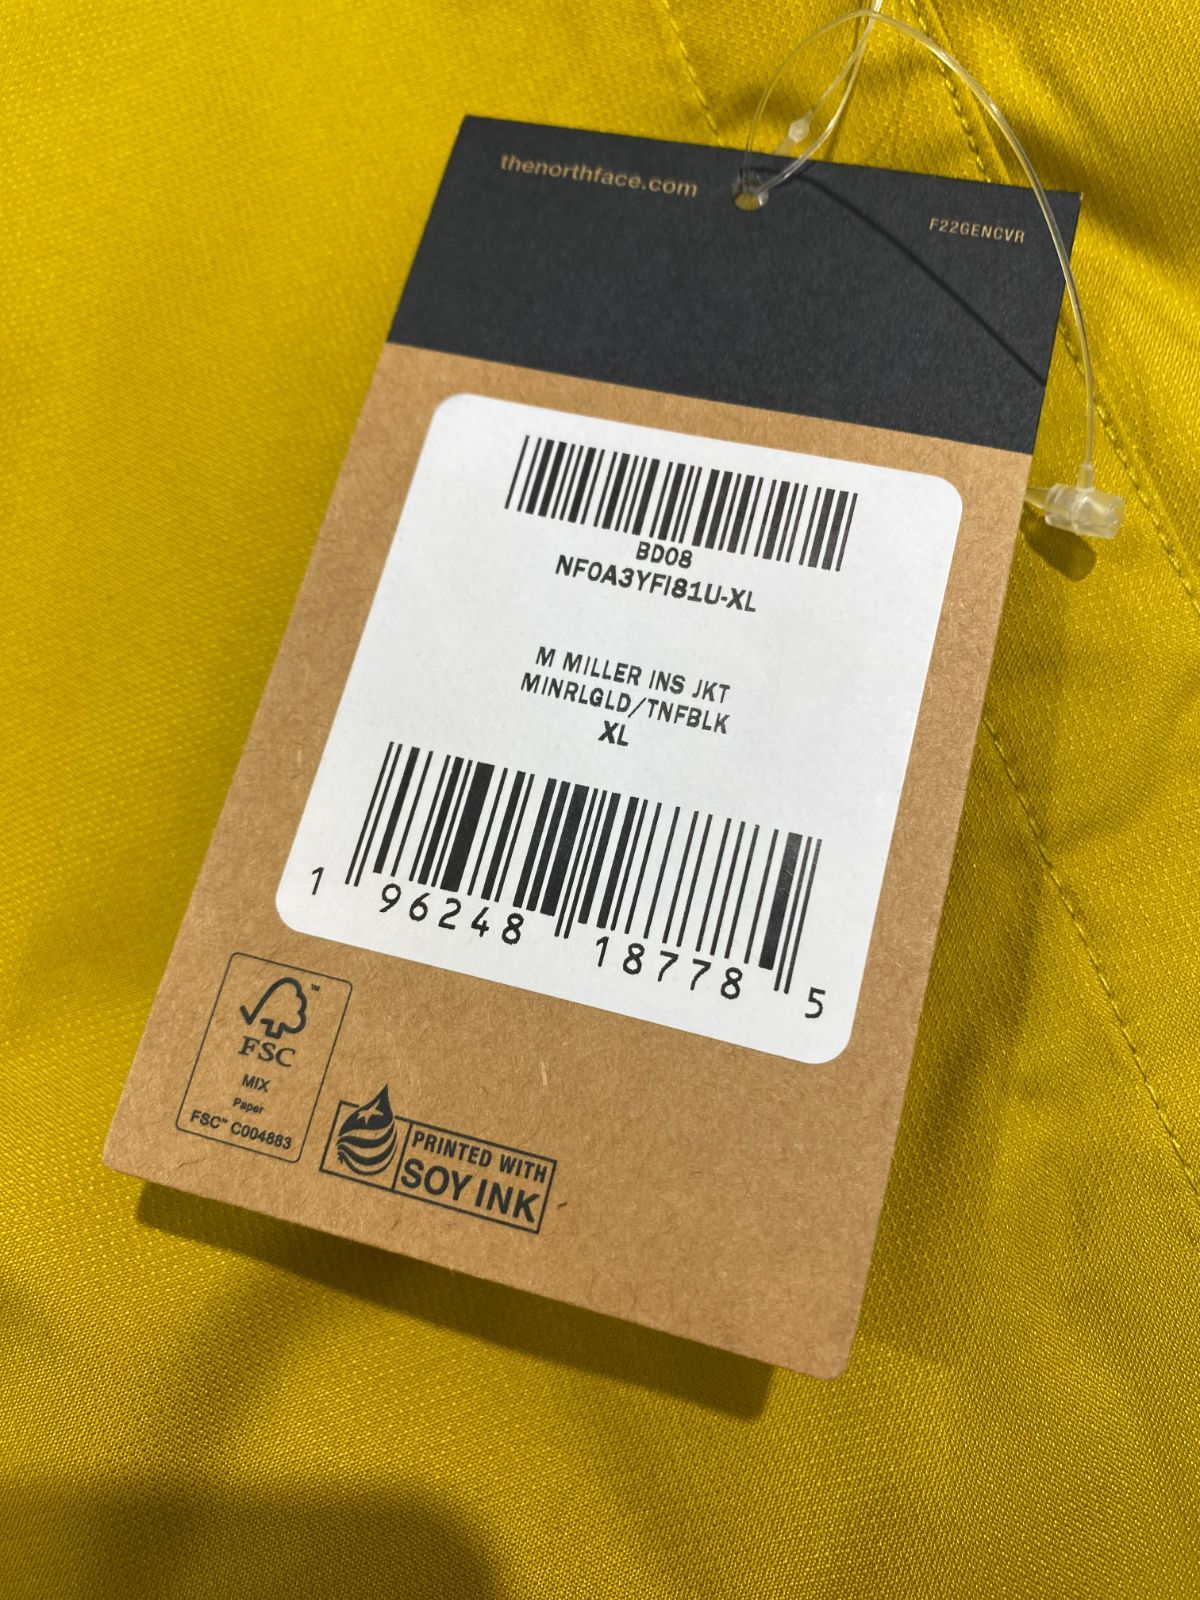 thenorthface.com
F22GENCVR
BD08
NF0A3YFI81U-XL
M MILLER INS JKT
MINRLGLD/TNFBLK
XL
1 96248 18778 5
FSC
MIX
Paper
FSC™ C004883
PRINTED WITH
SOY INK